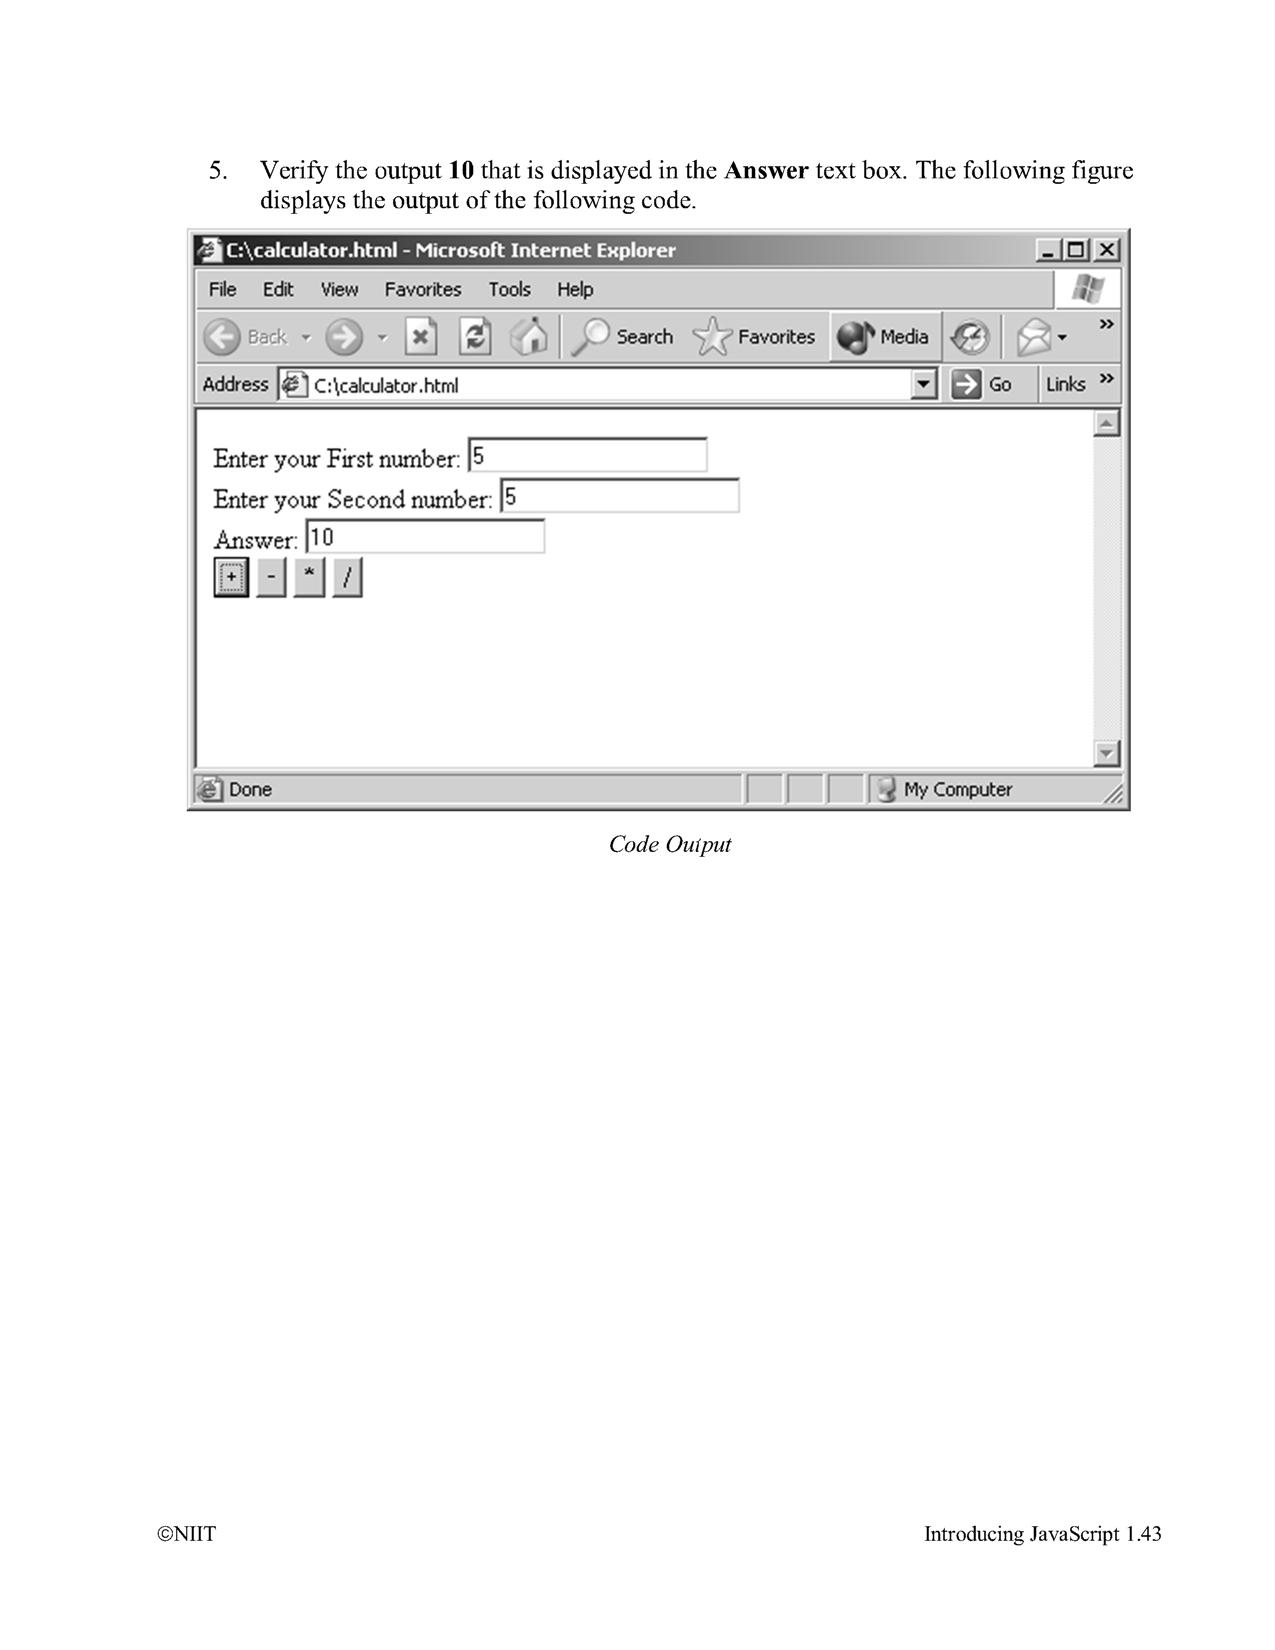 5. Verify the output 10 that is displayed in the Answer text box. The following figure
displays the output of the following code.
C:\calculator.html - Microsoft Internet Explorer
File Edit View Favorites Tools Help
Back Search Favorites Media »
Address C:\calculator.html Go Links »
Enter your First number: 5
Enter your Second number: 5
Answer: 10
+ - * /
Done My Computer
Code Output
©NIIT Introducing JavaScript 1.43